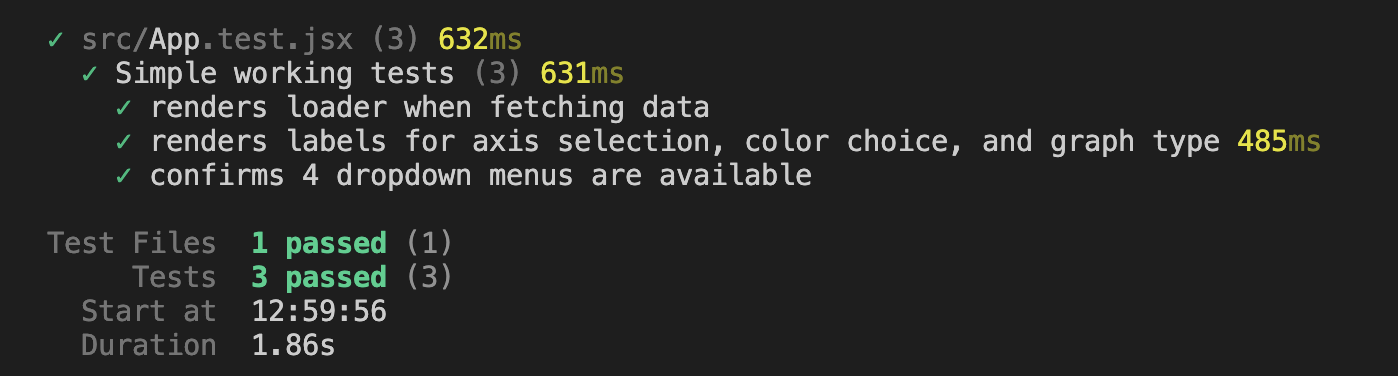 ✓ src/App.test.jsx (3) 632ms
✓ Simple working tests (3) 631ms
✓ renders loader when fetching data
✓ renders labels for axis selection, color choice, and graph type 485ms
✓ confirms 4 dropdown menus are available
Test Files 1 passed (1)
Tests 3 passed (3)
Start at 12:59:56
Duration 1.86s